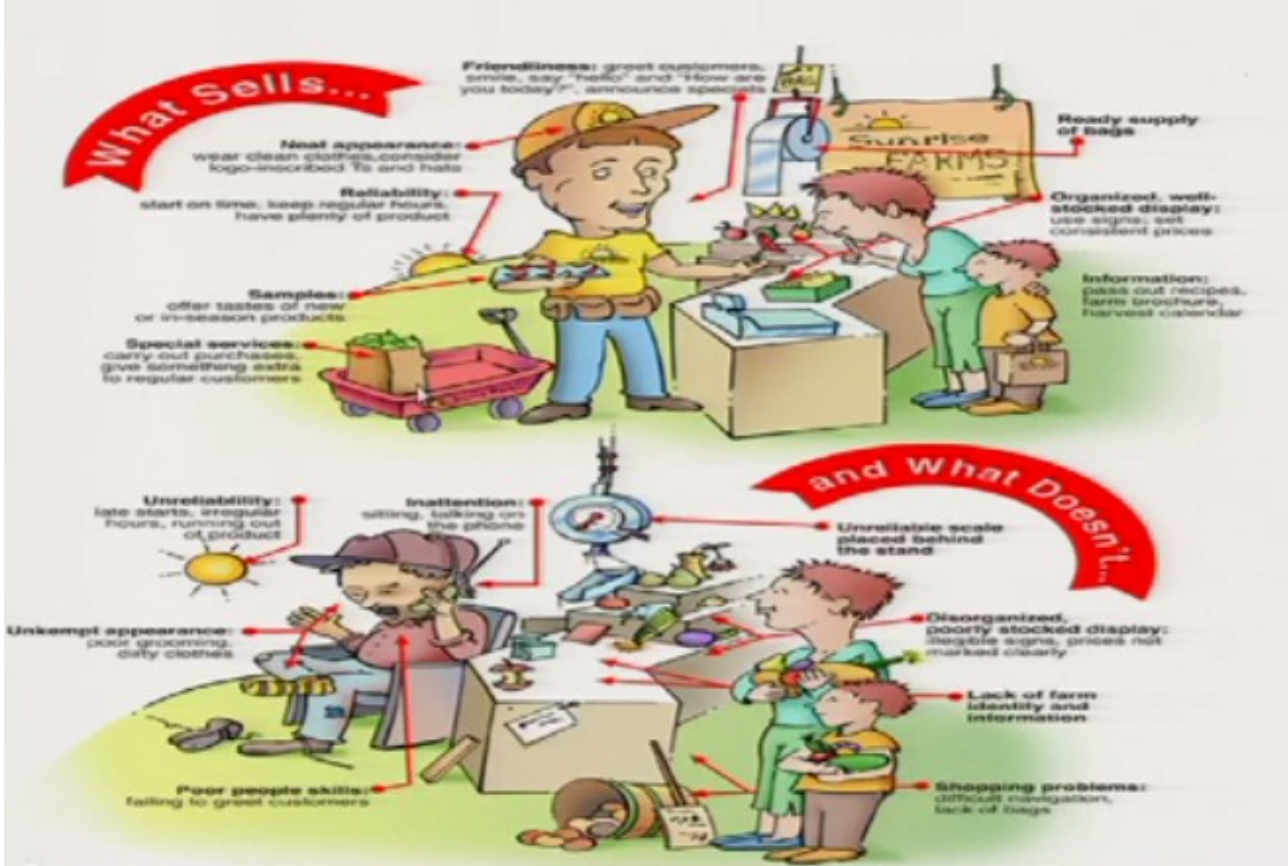 What Sells...
Friendliness: greet customers,
smile, say "hello" and "How are
you today?", announce specials
Neat appearance:
wear clean clothes, consider
logo-inscribed Ts and hats
Reliability:
start on time, keep regular hours,
have plenty of product
Samples:
offer tastes of new
or in-season products
Special services:
carry out purchases,
give something extra
to regular customers
Sunrise
FARMS
Ready supply
of bags
Organized, well-
stocked display:
use signs; set
consistent prices
Information:
pass out recipes,
farm brochure,
harvest calendar
and What Doesn't...
Unreliability:
late starts, irregular
hours, running out
of product
Inattention:
sitting, talking on
the phone
Unreliable scale
placed behind
the stand
Unkempt appearance:
poor grooming,
dirty clothes
Disorganized,
poorly stocked display:
illegible signs, prices not
marked clearly
Lack of farm
identity and
information
Poor people skills:
failing to greet customers
Shopping problems:
difficult navigation,
lack of bags